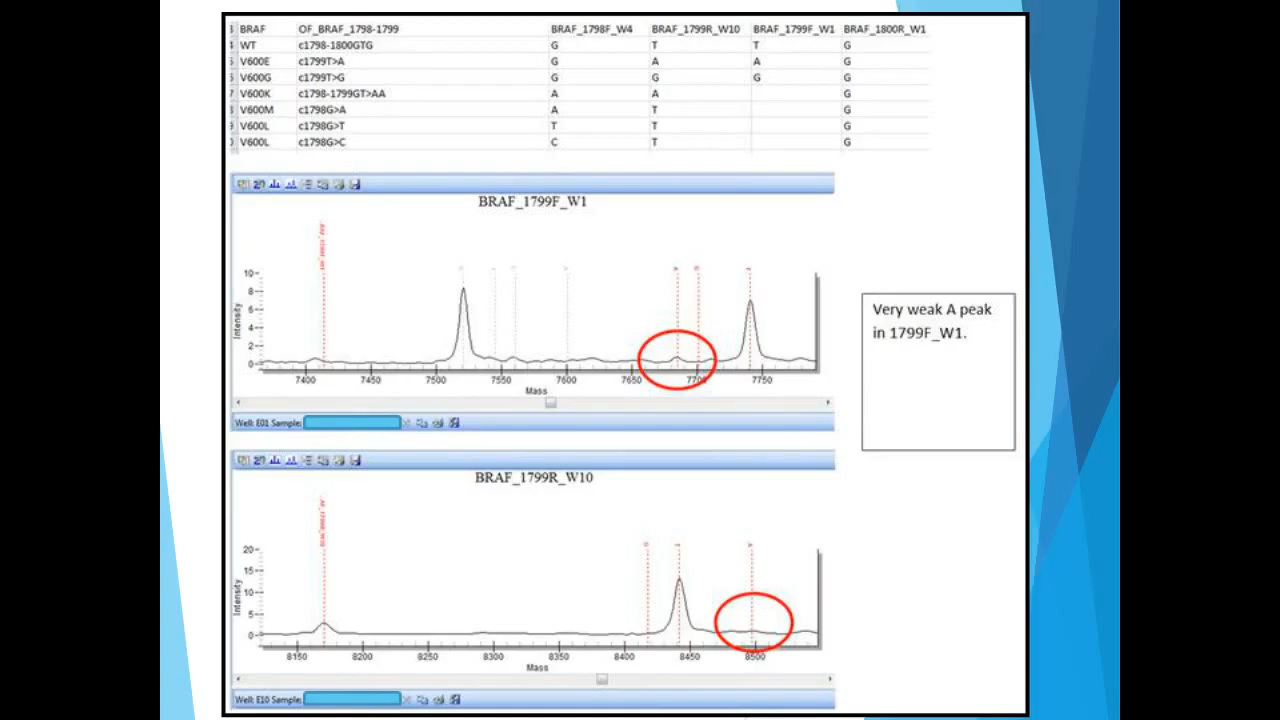 BRAF OF_BRAF_1798-1799 BRAF_1798F_W4 BRAF_1799R_W10 BRAF_1799F_W1 BRAF_1800R_W1
WT c1798-1800GTG G T T G
V600E c1799T>A G A A G
V600G c1799T>G G G G G
V600K c1798-1799GT>AA A A G
V600M c1798G>A A T G
V600L c1798G>T T T G
V600L c1798G>C C T G
BRAF_1799F_W1
10
8
6
4
2
0
Intensity
7400 7450 7500 7550 7600 7650 7700 7750
Mass
Well: E01 Sample:
Very weak A peak
in 1799F_W1.
BRAF_1799R_W10
20
15
10
5
0
Intensity
8150 8200 8250 8300 8350 8400 8450 8500
Mass
Well: E10 Sample: